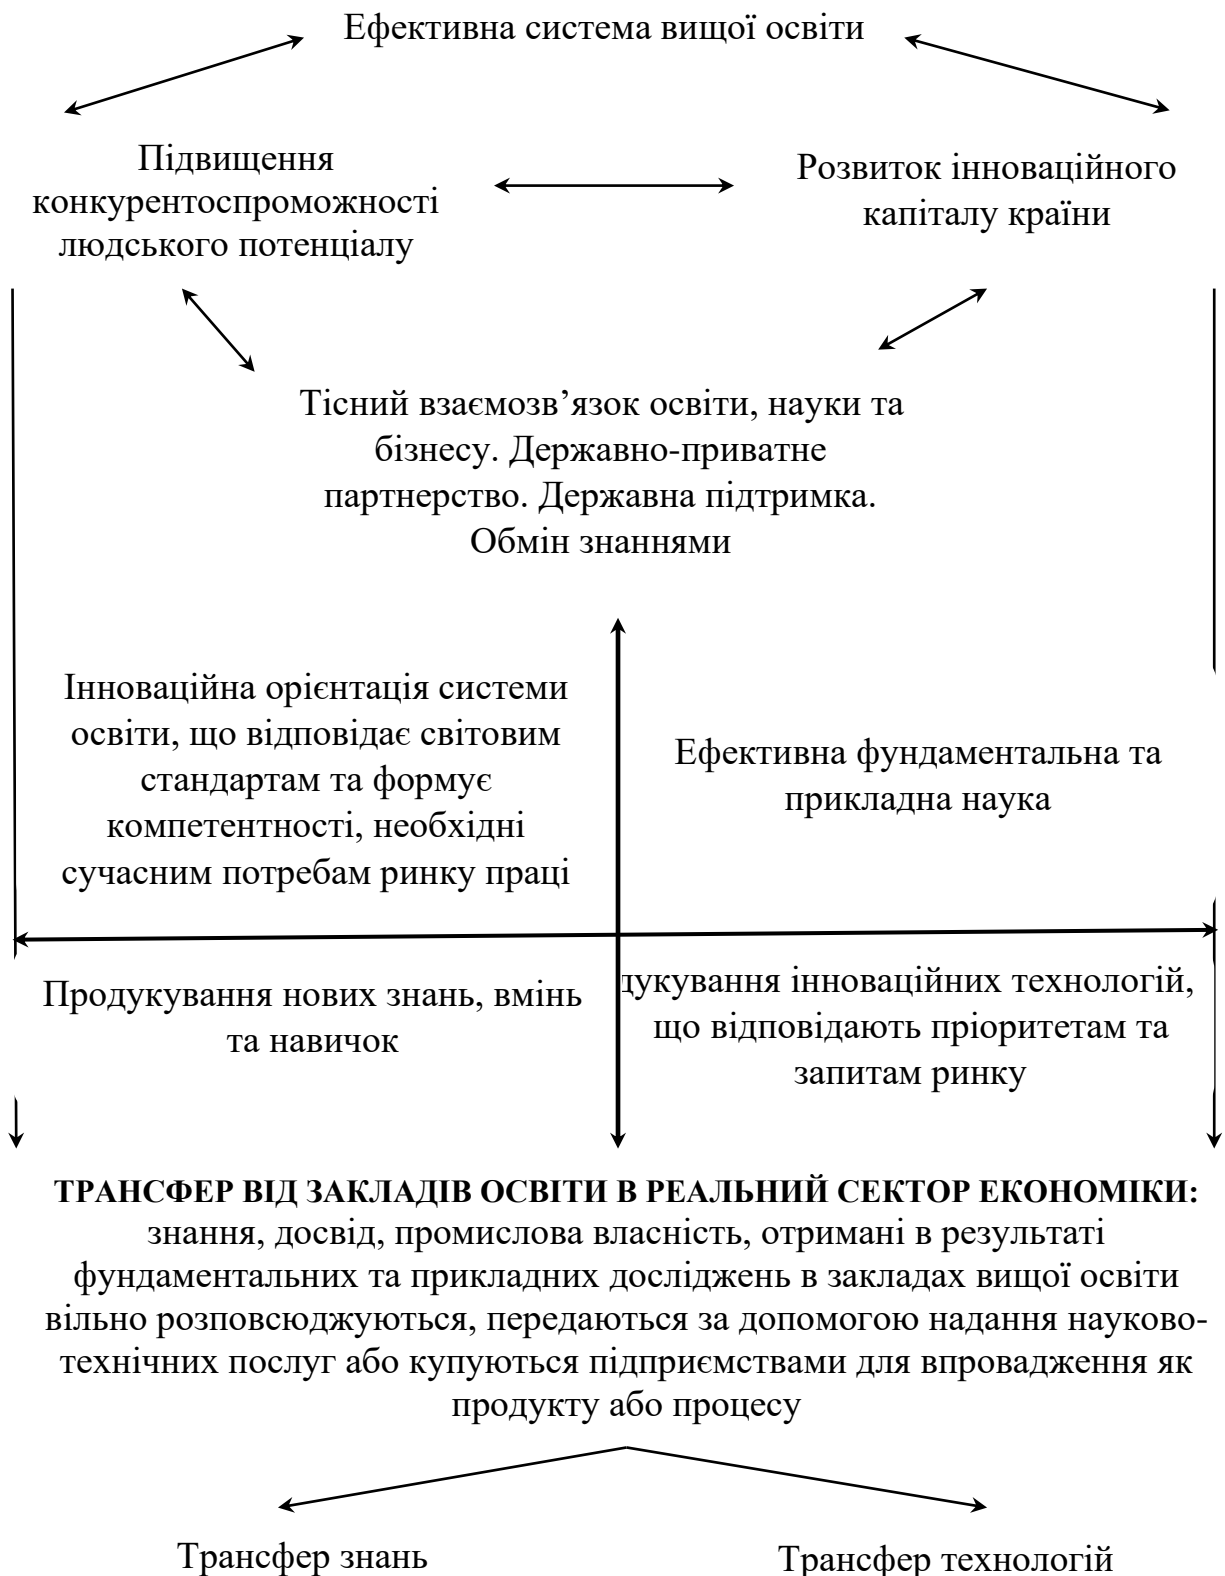 Ефективна система вищої освіти
Підвищення
конкурентоспроможності
людського потенціалу
Розвиток інноваційного
капіталу країни
Тісний взаємозв’язок освіти, науки та
бізнесу. Державно-приватне
партнерство. Державна підтримка.
Обмін знаннями
Інноваційна орієнтація системи
освіти, що відповідає світовим
стандартам та формує
компетентності, необхідні
сучасним потребам ринку праці
Ефективна фундаментальна та
прикладна наука
Продукування нових знань, вмінь
та навичок
дукування інноваційних технологій,
що відповідають пріоритетам та
запитам ринку
ТРАНСФЕР ВІД ЗАКЛАДІВ ОСВІТИ В РЕАЛЬНИЙ СЕКТОР ЕКОНОМІКИ:
знання, досвід, промислова власність, отримані в результаті
фундаментальних та прикладних досліджень в закладах вищої освіти
вільно розповсюджуються, передаються за допомогою надання науково-
технічних послуг або купуються підприємствами для впровадження як
продукту або процесу
Трансфер знань
Трансфер технологій